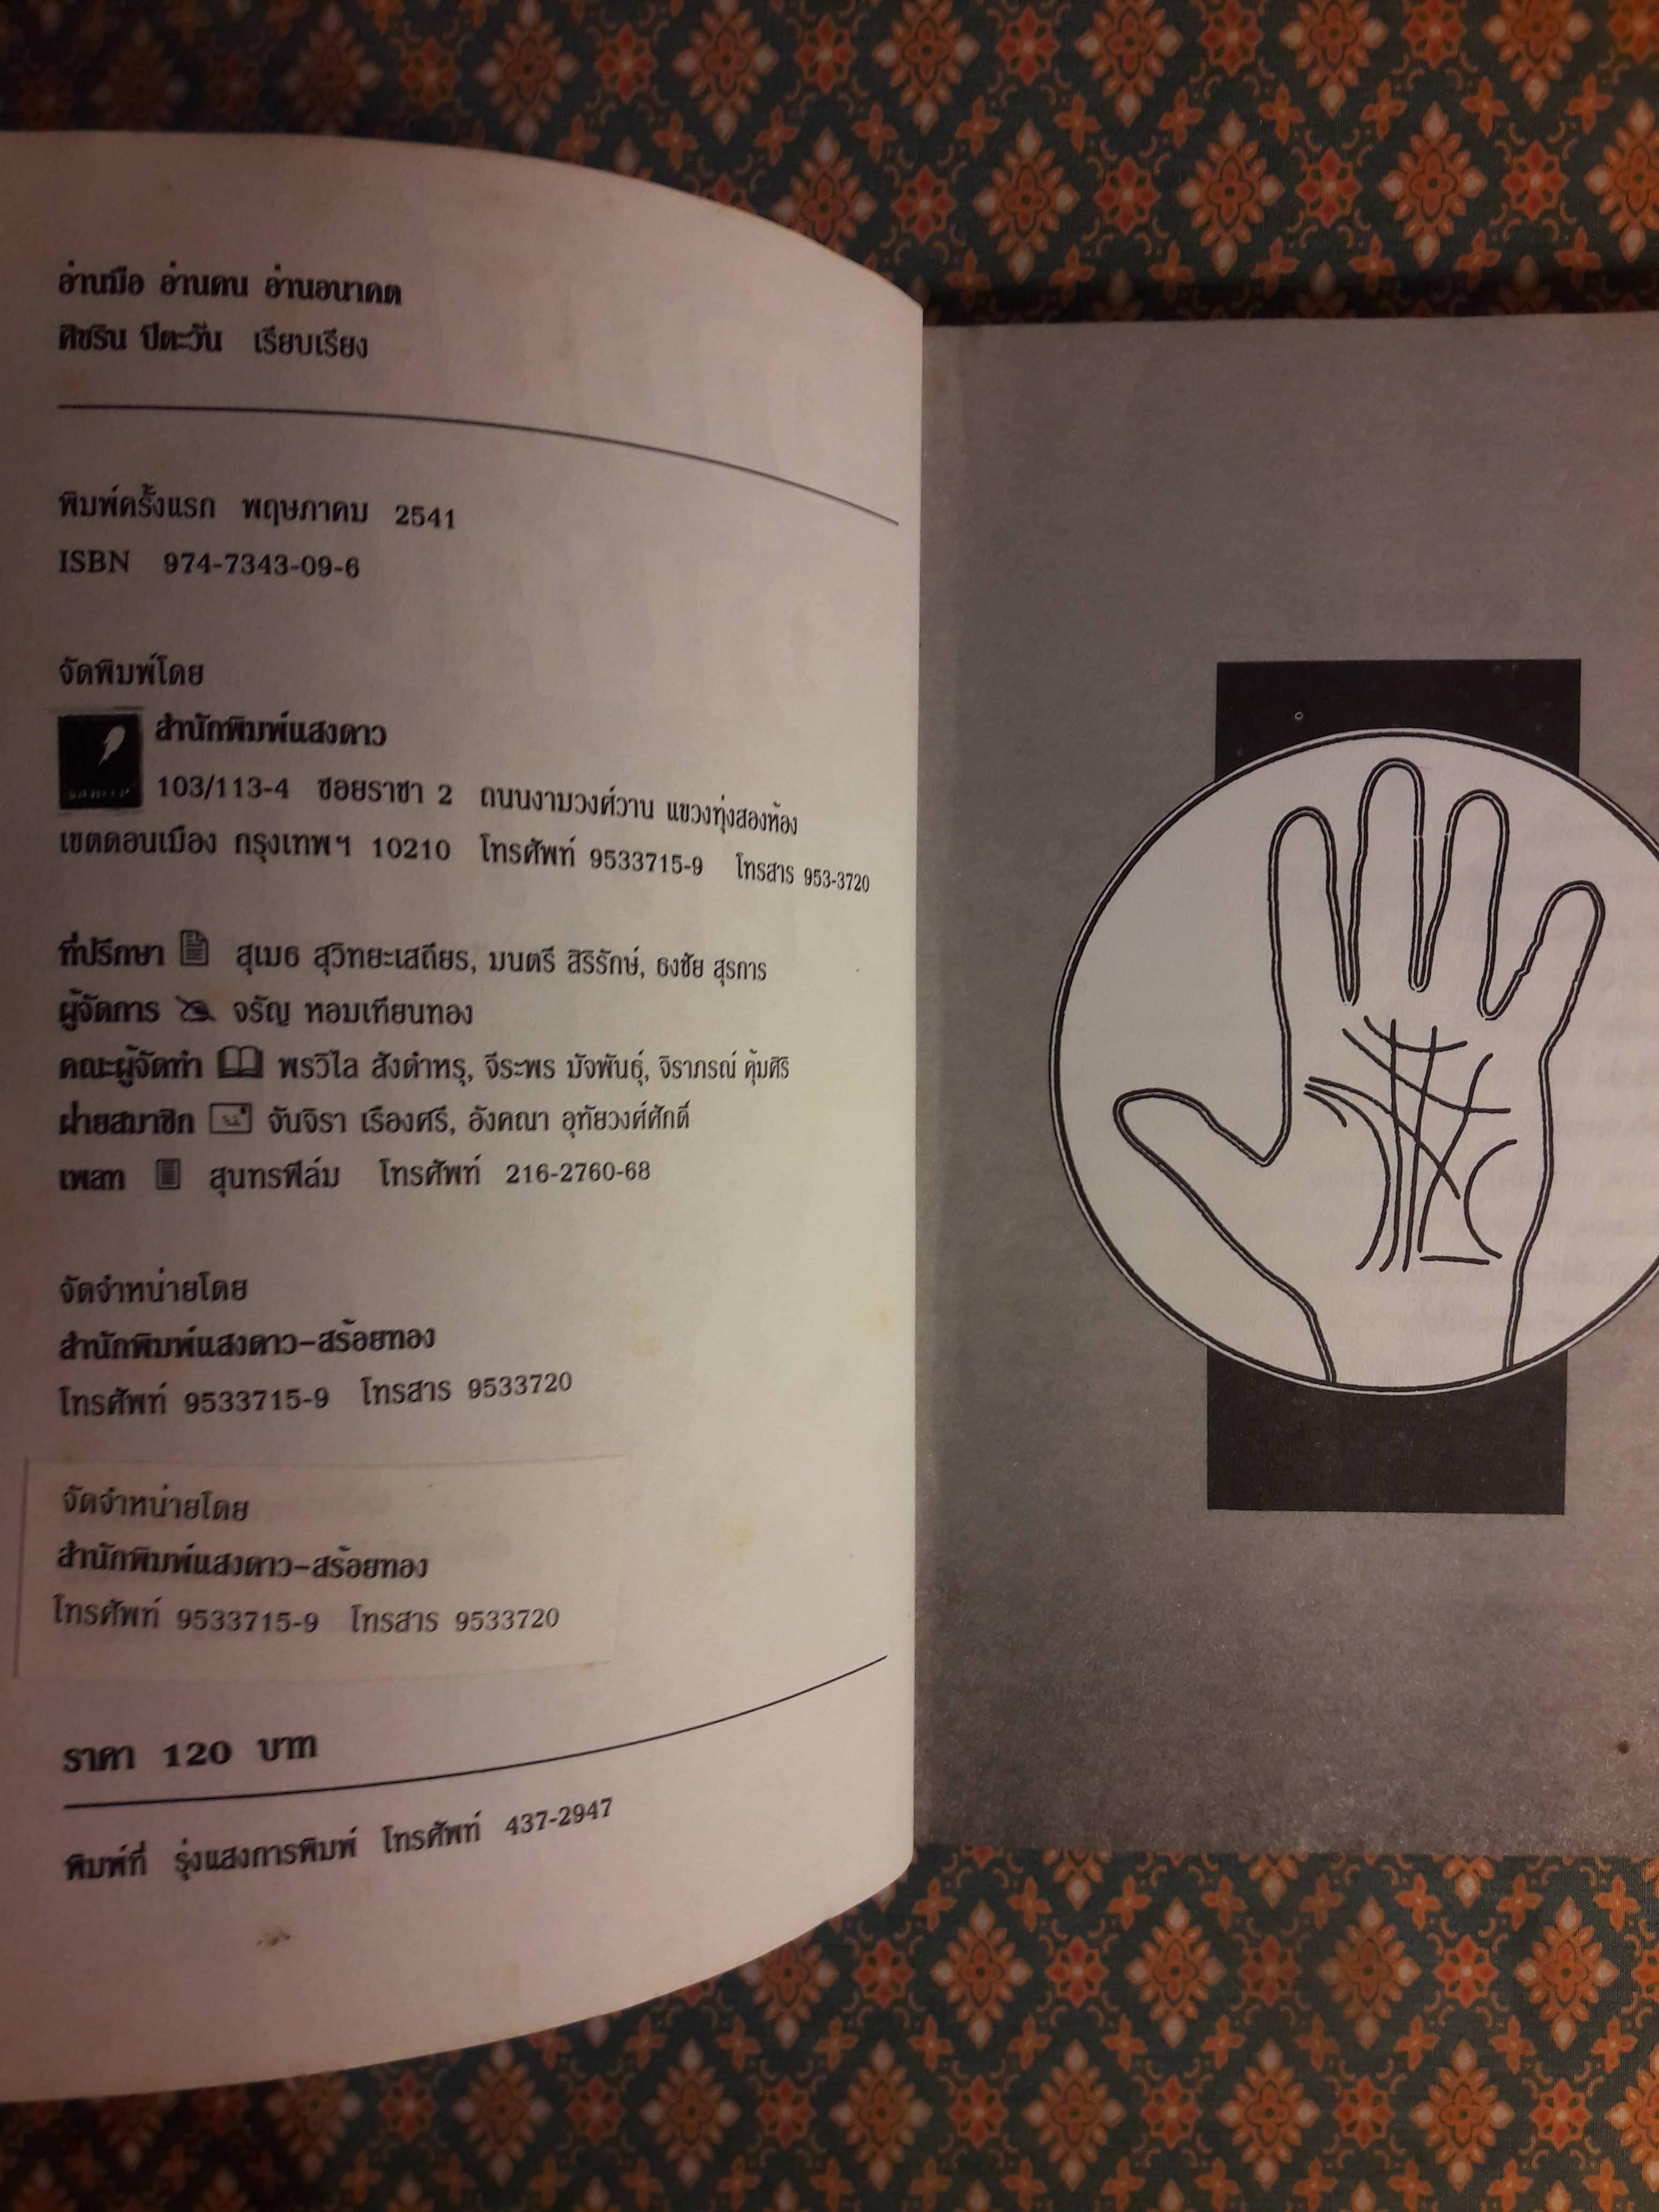 อ่านมือ อ่านคน อ่านอนาคต
ศิขริน ปีตะวัน เรียบเรียง
พิมพ์ครั้งแรก พฤษภาคม 2541
ISBN 974-7343-09-6
จัดพิมพ์โดย
สำนักพิมพ์แสงดาว
103/113-4 ซอยราชา 2 ถนนงามวงศ์วาน แขวงทุ่งสองห้อง
เขตดอนเมือง กรุงเทพฯ 10210 โทรศัพท์ 9533715-9 โทรสาร 953-3720
ที่ปรึกษา สุเมธ สุวิทยะเสถียร, มนตรี สิริรักษ์, ธงชัย สุรการ
ผู้จัดการ จรัญ หอมเทียนทอง
คณะผู้จัดทำ พรวิไล สังดำหรุ, จีระพร มัจพันธุ์, จิราภรณ์ คุ้มศิริ
ฝ่ายสมาชิก จันจิรา เรืองศรี, อังคณา อุทัยวงศ์ศักดิ์
เพลท สุนทรฟิล์ม โทรศัพท์ 216-2760-68
จัดจำหน่ายโดย
สำนักพิมพ์แสงดาว-สร้อยทอง
โทรศัพท์ 9533715-9 โทรสาร 9533720
จัดจำหน่ายโดย
สำนักพิมพ์แสงดาว-สร้อยทอง
โทรศัพท์ 9533715-9 โทรสาร 9533720
ราคา 120 บาท
พิมพ์ที่ รุ่งแสงการพิมพ์ โทรศัพท์ 437-2947